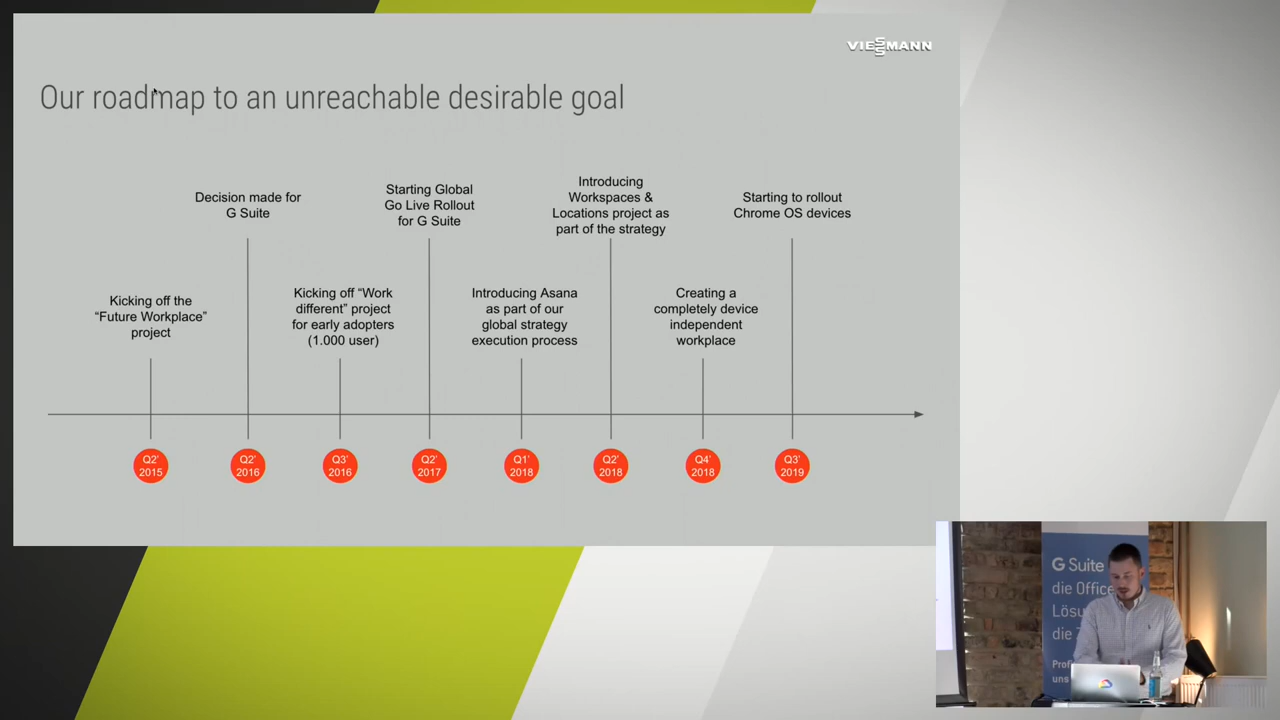 VIESSMANN
Our roadmap to an unreachable desirable goal
Decision made for
G Suite
Starting Global
Go Live Rollout
for G Suite
Introducing
Workspaces &
Locations project as
part of the strategy
Starting to rollout
Chrome OS devices
Kicking off the
“Future Workplace”
project
Kicking off “Work
different” project
for early adopters
(1.000 user)
Introducing Asana
as part of our
global strategy
execution process
Creating a
completely device
independent
workplace
Q2'
2015
Q2'
2016
Q3'
2016
Q2'
2017
Q1'
2018
Q2'
2018
Q4'
2018
Q3'
2019
G Suite
die Office
die
uns